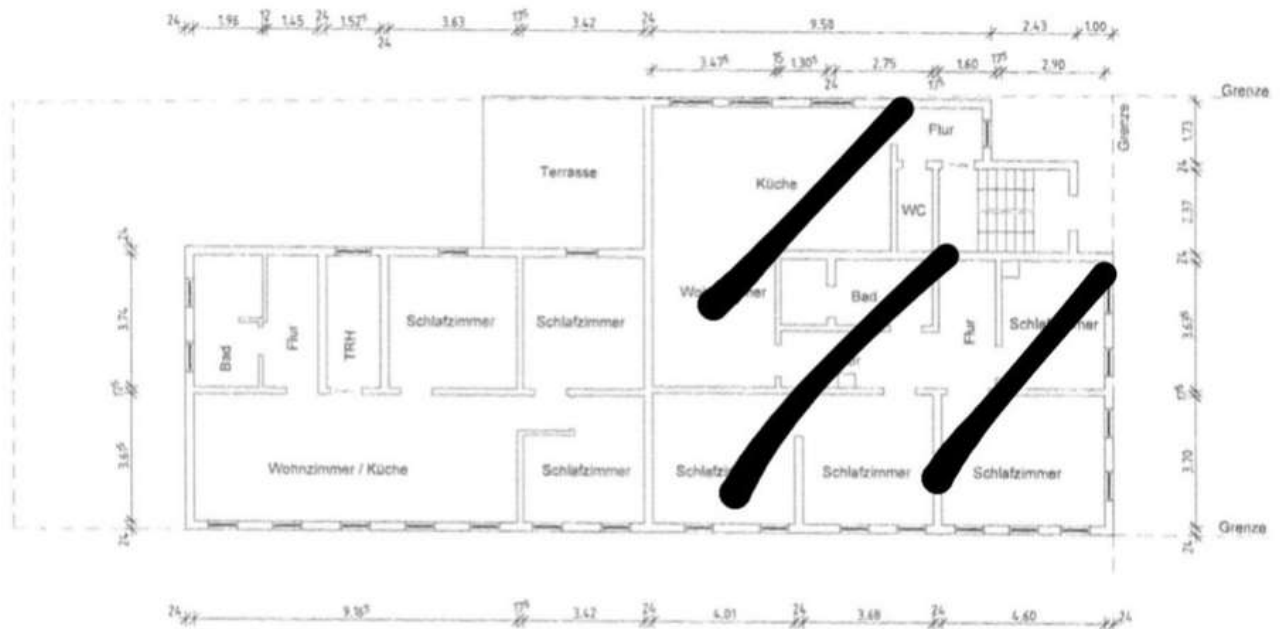 24 1.96 12 1.45 24 1.52⁵ 24 3.63 17⁵ 3.42 24 9.50 2.43 1.00
3.47⁵ 15 1.30⁵ 24 2.75 17⁵ 1.60 17⁵ 2.90
Grenze
Grenze
Flur
1.73
Terrasse
Küche
24
WC
2.37
24
24
Bad
Schlafzimmer
3.74
Schlafzimmer
Schlafzimmer
3.63⁵
Bad
Flur
TRH
Flur
17⁵
17⁵
3.61⁵
Wohnzimmer / Küche
Schlafzimmer
Schlafzimmer
Schlafzimmer
3.70
24
24
Grenze
24 9.16⁵ 17⁵ 3.42 24 4.01 24 3.68 24 4.60 24